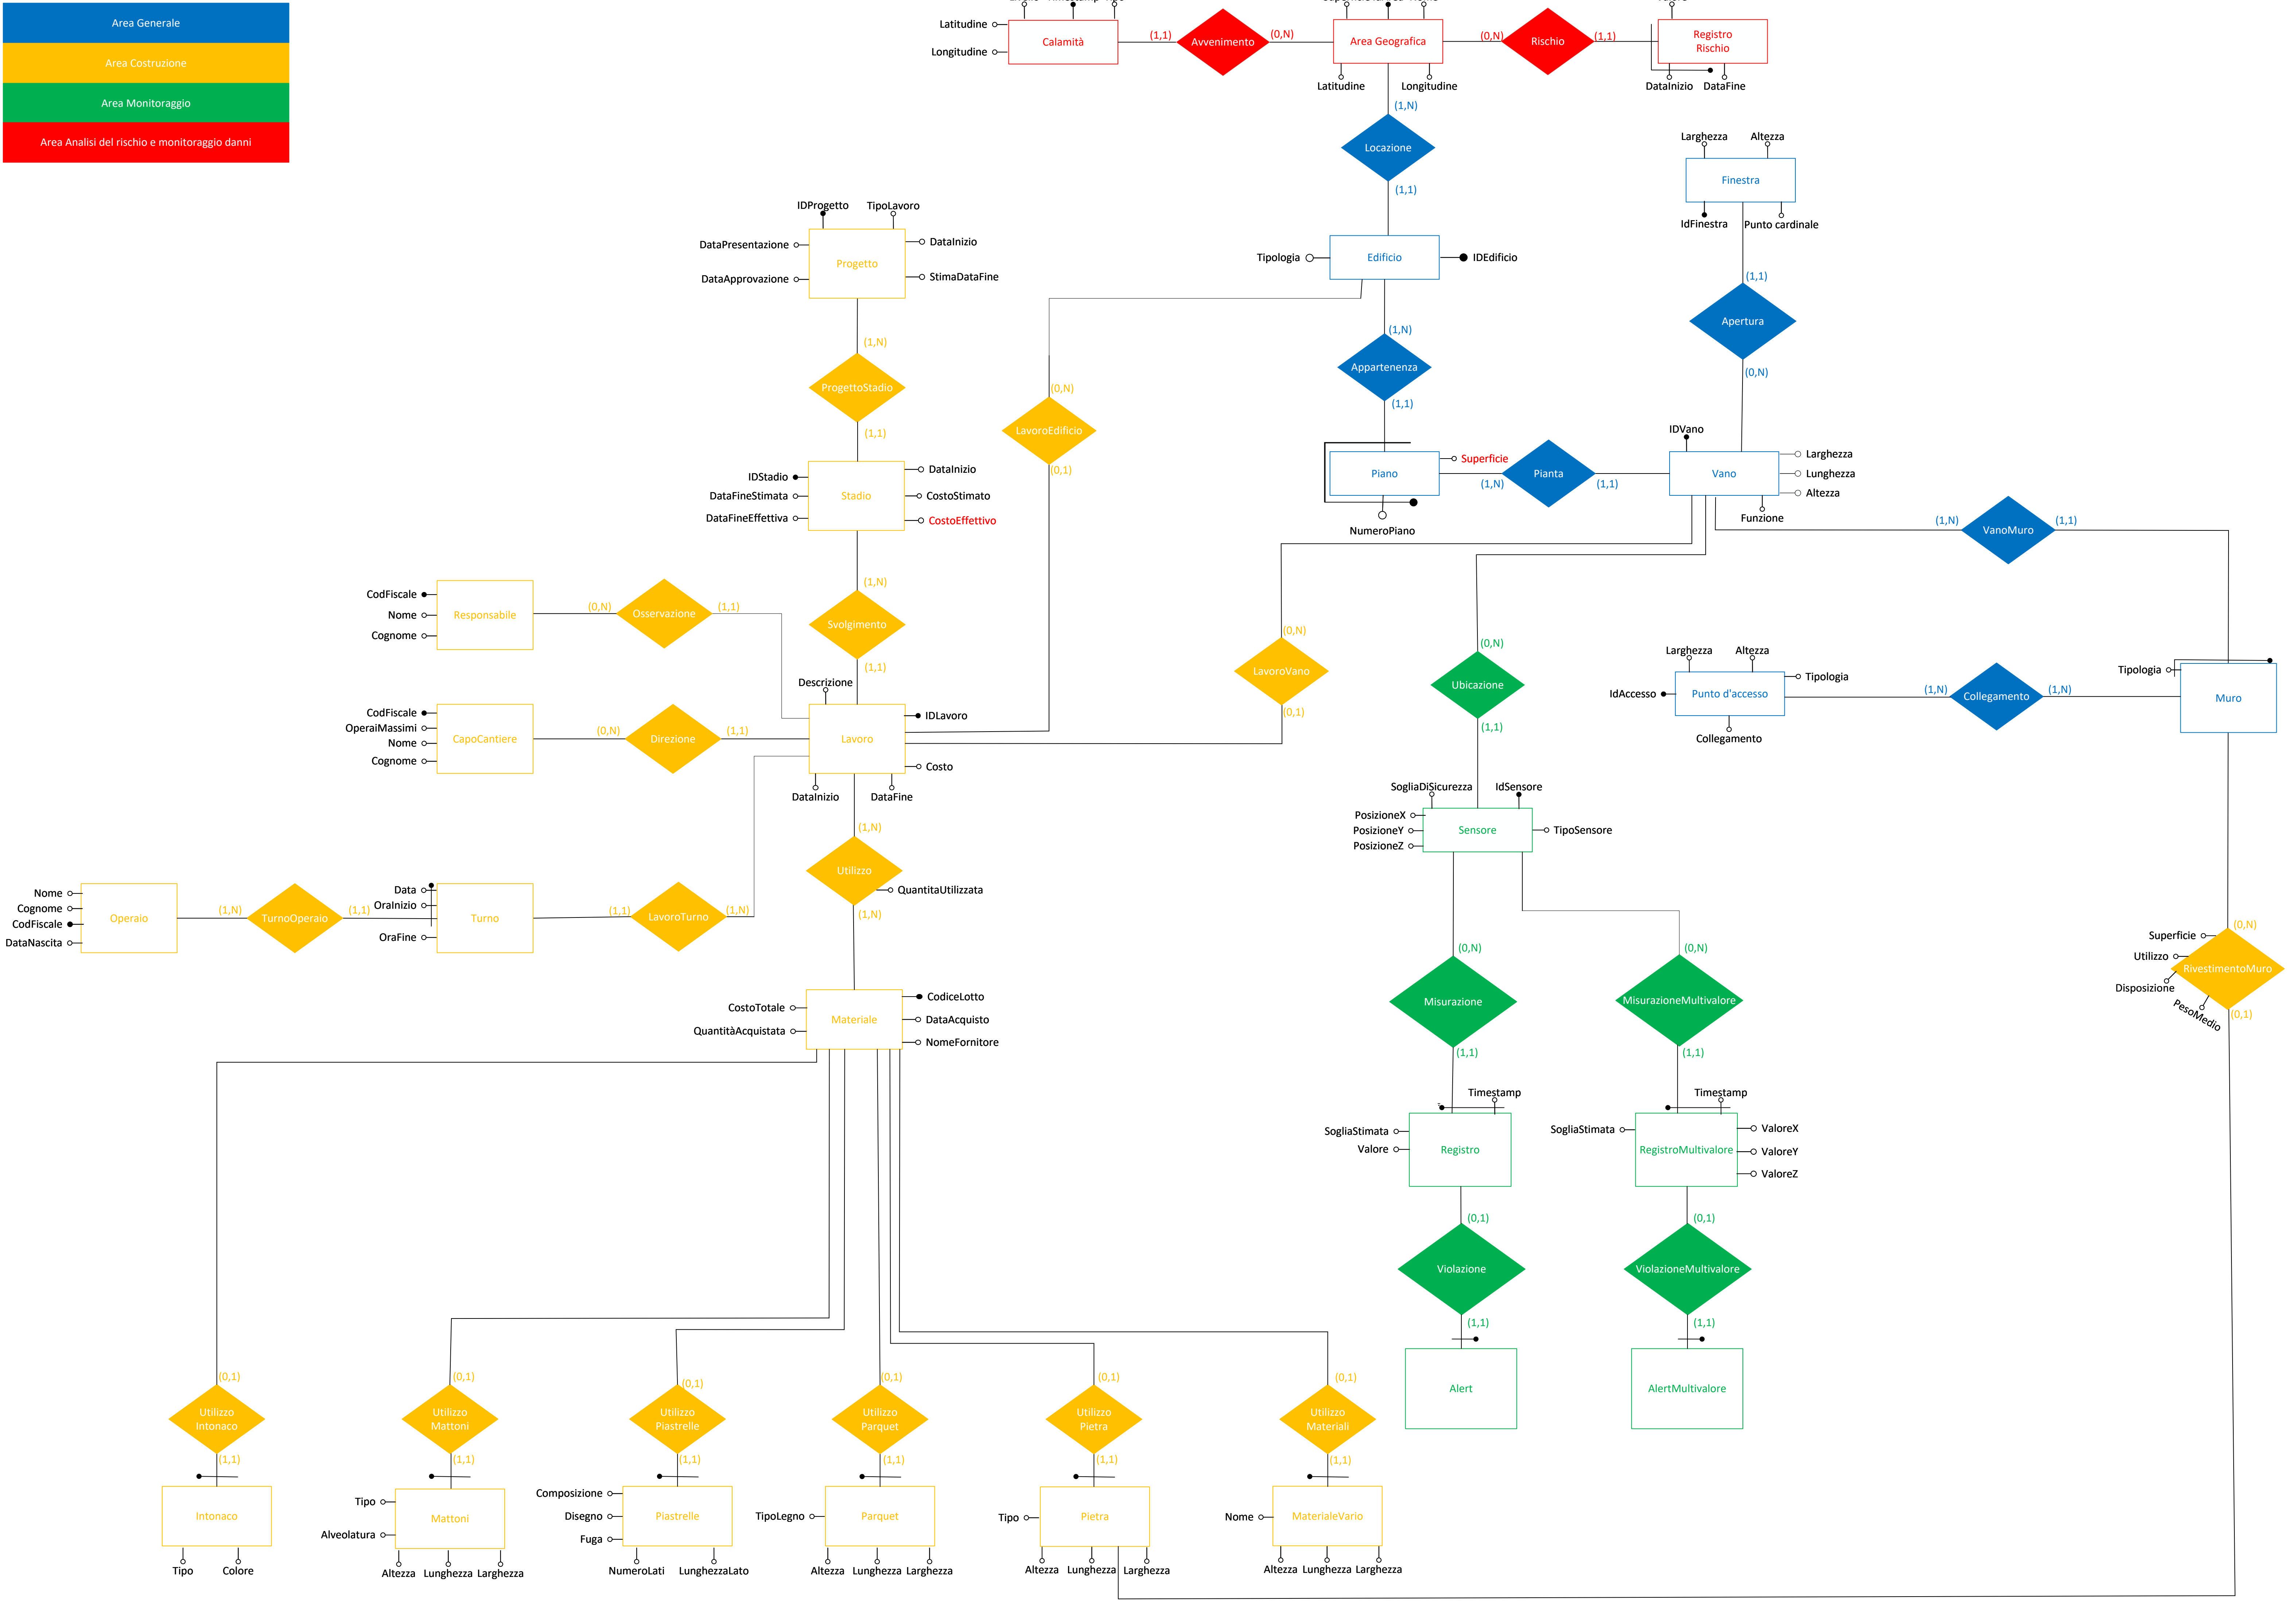 Area Generale
Area Costruzione
Area Monitoraggio
Area Analisi del rischio e monitoraggio danni
Latitudine
Longitudine
Calamità
(1,1)
Avvenimento
(0,N)
Area Geografica
Latitudine
Longitudine
(0,N)
Rischio
(1,1)
Registro
Rischio
DataInizio
DataFine
(1,N)
Locazione
(1,1)
Larghezza
Altezza
Finestra
IdFinestra
Punto cardinale
IDProgetto
TipoLavoro
DataPresentazione
DataInizio
Progetto
DataApprovazione
StimaDataFine
Tipologia
Edificio
IDEdificio
(1,1)
Apertura
(0,N)
(1,N)
Appartenenza
(1,1)
(1,N)
ProgettoStadio
(1,1)
(0,N)
LavoroEdificio
(0,1)
IDStadio
DataFineStimata
DataFineEffettiva
Stadio
DataInizio
CostoStimato
CostoEffettivo
Piano
Superficie
NumeroPiano
(1,N)
Pianta
(1,1)
IDVano
Vano
Larghezza
Lunghezza
Altezza
Funzione
(1,N)
VanoMuro
(1,1)
CodFiscale
Nome
Cognome
Responsabile
(0,N)
Osservazione
(1,1)
(1,N)
Svolgimento
(1,1)
(0,N)
LavoroVano
(0,1)
(0,N)
Ubicazione
(1,1)
Larghezza
Altezza
IdAccesso
Punto d'accesso
Tipologia
Collegamento
(1,N)
Collegamento
(1,N)
Tipologia
Muro
CodFiscale
OperaiMassimi
Nome
Cognome
CapoCantiere
(0,N)
Direzione
(1,1)
Descrizione
Lavoro
IDLavoro
Costo
DataInizio
DataFine
SogliaDiSicurezza
IdSensore
PosizioneX
PosizioneY
PosizioneZ
Sensore
TipoSensore
(1,N)
Utilizzo
QuantitaUtilizzata
(1,N)
Nome
Cognome
CodFiscale
DataNascita
Operaio
(1,N)
TurnoOperaio
(1,1)
Data
OraInizio
OraFine
Turno
(1,1)
LavoroTurno
(1,N)
(0,N)
Misurazione
(1,1)
(0,N)
MisurazioneMultivalore
(1,1)
(0,N)
Superficie
Utilizzo
Disposizione
PesoMedio
RivestimentoMuro
(0,1)
CostoTotale
QuantitàAcquistata
Materiale
CodiceLotto
DataAcquisto
NomeFornitore
Timestamp
SogliaStimata
Valore
Registro
Timestamp
SogliaStimata
RegistroMultivalore
ValoreX
ValoreY
ValoreZ
(0,1)
Violazione
(1,1)
Alert
(0,1)
ViolazioneMultivalore
(1,1)
AlertMultivalore
(0,1)
Utilizzo
Intonaco
(1,1)
Intonaco
Tipo
Colore
(0,1)
Utilizzo
Mattoni
(1,1)
Tipo
Alveolatura
Mattoni
Altezza
Lunghezza
Larghezza
(0,1)
Utilizzo
Piastrelle
(1,1)
Composizione
Disegno
Fuga
Piastrelle
NumeroLati
LunghezzaLato
(0,1)
Utilizzo
Parquet
(1,1)
TipoLegno
Parquet
Altezza
Lunghezza
Larghezza
(0,1)
Utilizzo
Pietra
(1,1)
Tipo
Pietra
Altezza
Lunghezza
Larghezza
(0,1)
Utilizzo
Materiali
(1,1)
Nome
MaterialeVario
Altezza
Lunghezza
Larghezza